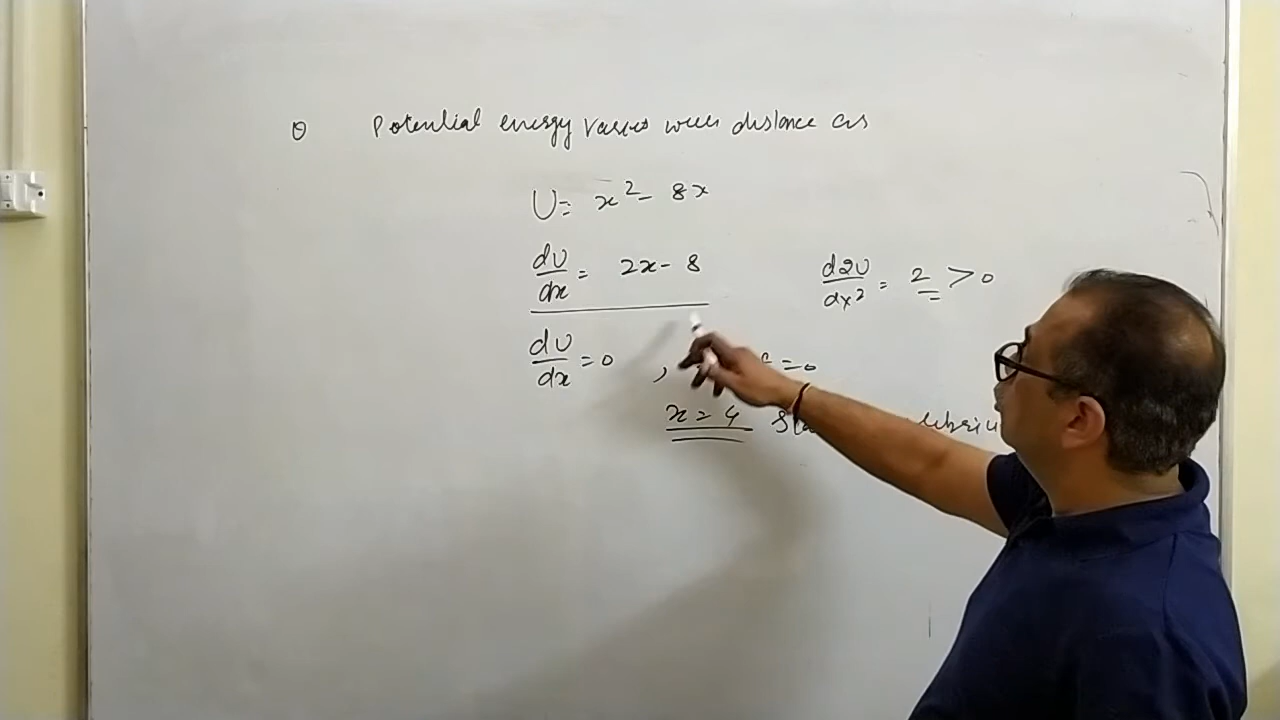 Q Potential energy varies with distance as
U = x² - 8x
dU/dx = 2x - 8
d2U/dx² = 2 > 0
dU/dx = 0 , = 0
x = 4